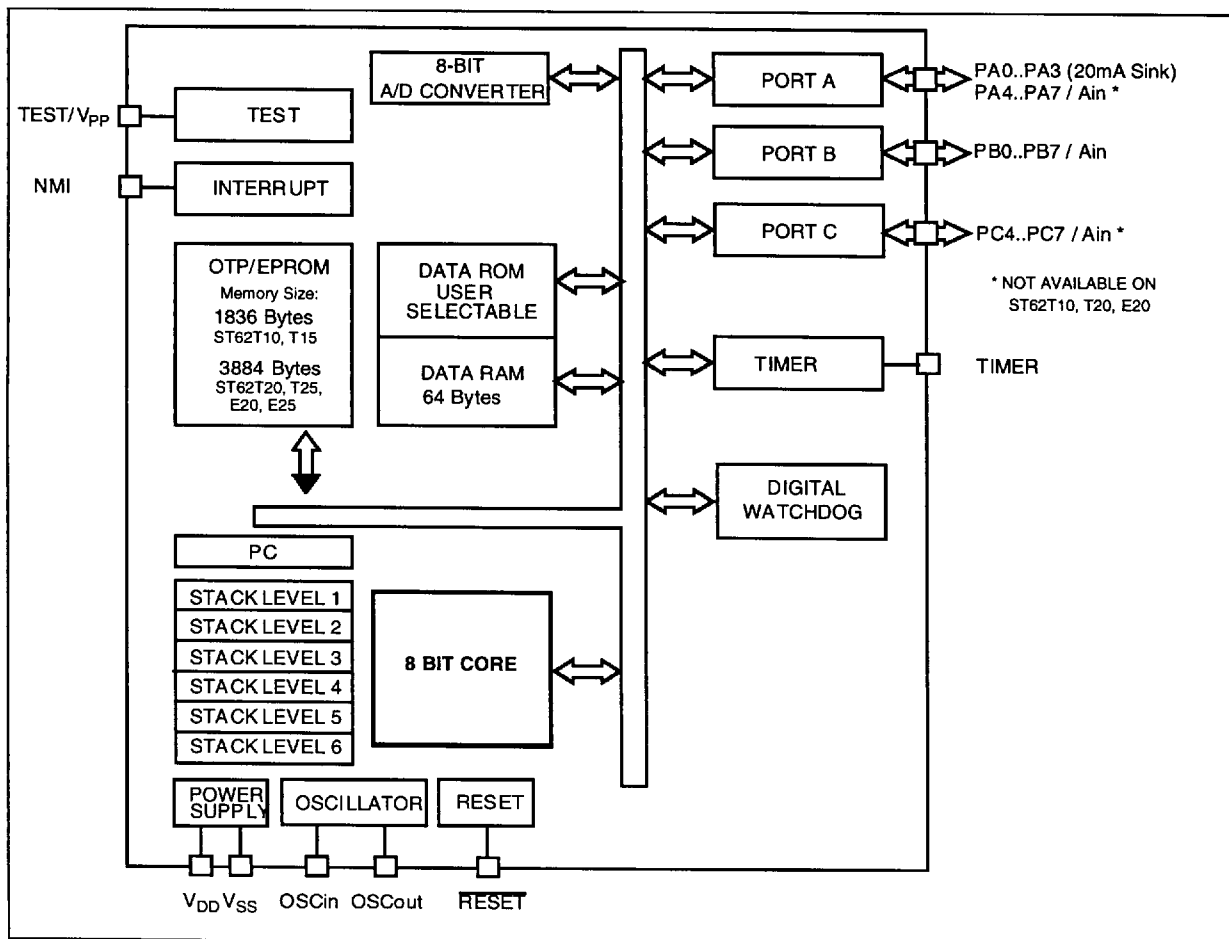 8-BIT
A/D CONVERTER
PORT A
PA0..PA3 (20mA Sink)
PA4..PA7 / Ain *
TEST/VPP
TEST
PORT B
PB0..PB7 / Ain
NMI
INTERRUPT
PORT C
PC4..PC7 / Ain *
* NOT AVAILABLE ON
ST62T10, T20, E20
OTP/EPROM
Memory Size:
1836 Bytes
ST62T10, T15
3884 Bytes
ST62T20, T25,
E20, E25
DATA ROM
USER
SELECTABLE
DATA RAM
64 Bytes
TIMER
TIMER
DIGITAL
WATCHDOG
PC
STACK LEVEL 1
STACK LEVEL 2
STACK LEVEL 3
STACK LEVEL 4
STACK LEVEL 5
STACK LEVEL 6
8 BIT CORE
POWER
SUPPLY
OSCILLATOR
RESET
VDD VSS OSCin OSCout RESET